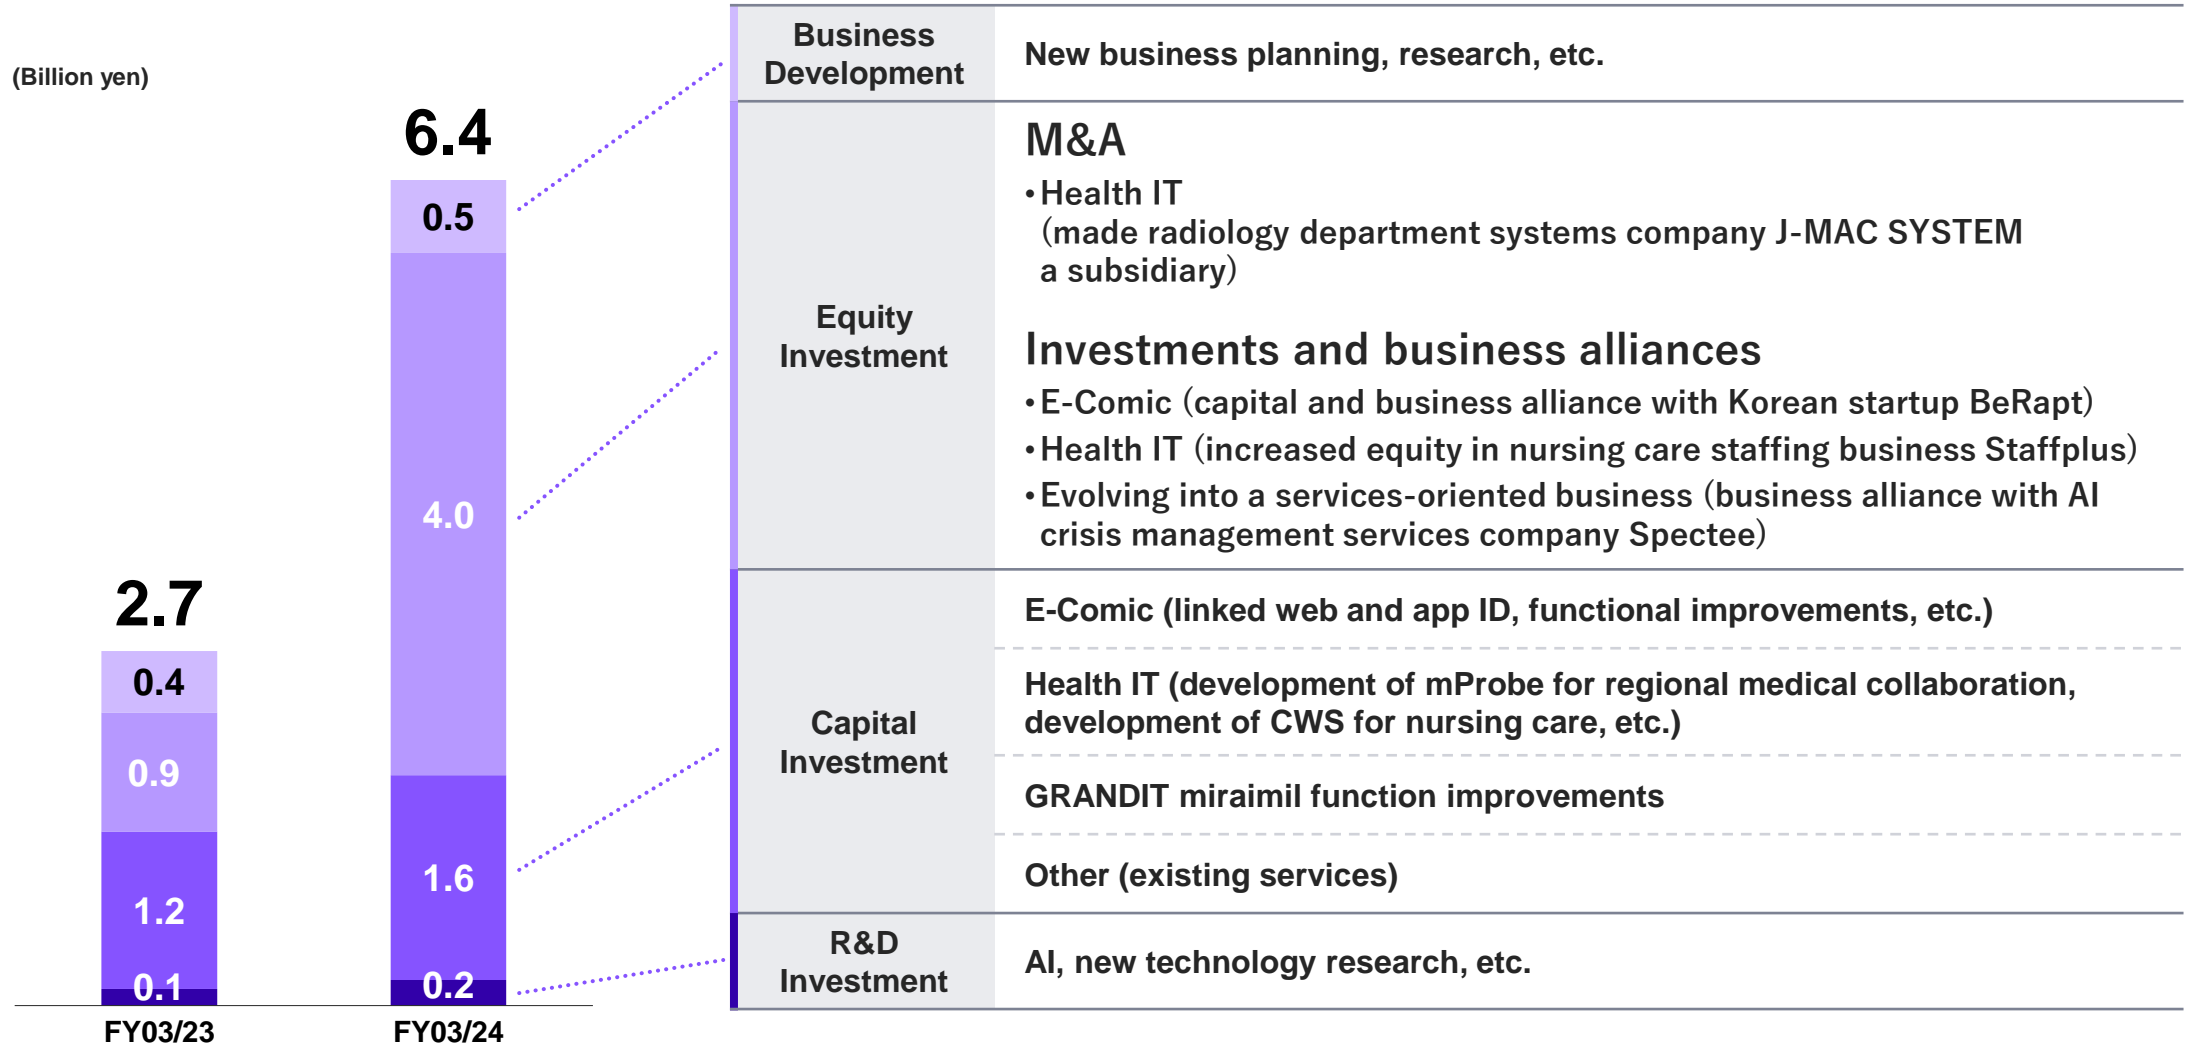 (Billion yen)
2.7
0.4
0.9
1.2
0.1
FY03/23
6.4
0.5
4.0
1.6
0.2
FY03/24
Business
Development
New business planning, research, etc.
Equity
Investment
M&A
・Health IT
(made radiology department systems company J-MAC SYSTEM
a subsidiary)
Investments and business alliances
・E-Comic (capital and business alliance with Korean startup BeRapt)
・Health IT (increased equity in nursing care staffing business Staffplus)
・Evolving into a services-oriented business (business alliance with AI
crisis management services company Spectee)
Capital
Investment
E-Comic (linked web and app ID, functional improvements, etc.)
Health IT (development of mProbe for regional medical collaboration,
development of CWS for nursing care, etc.)
GRANDIT miraimil function improvements
Other (existing services)
R&D
Investment
AI, new technology research, etc.